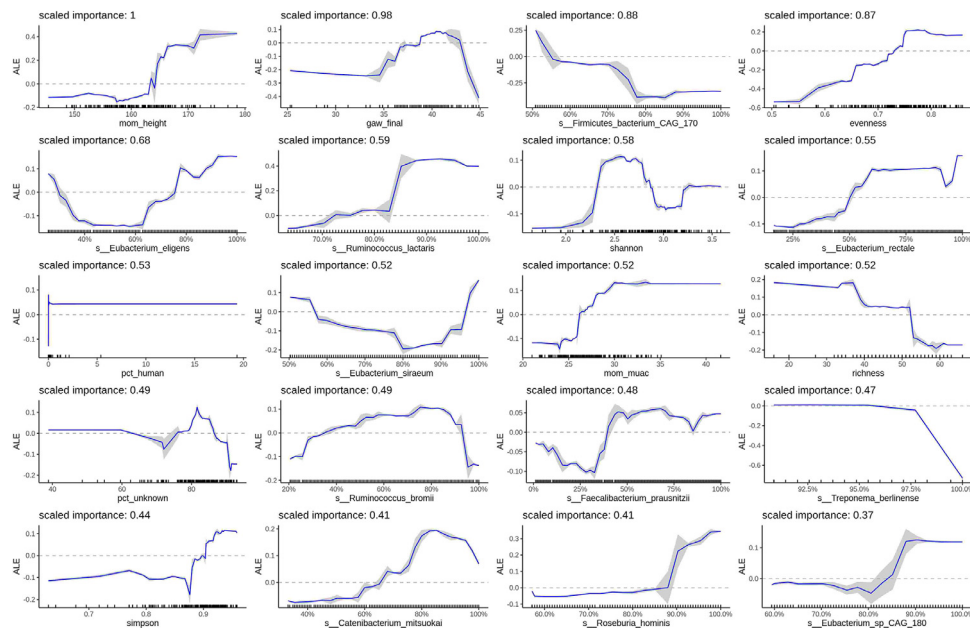 scaled importance: 1
ALE
0.4
0.2
0.0
-0.2
150
160
170
mom_height
scaled importance: 0.98
ALE
0.1
0.0
-0.1
-0.2
-0.3
-0.4
25
30
35
40
45
gaw_final
scaled importance: 0.88
ALE
0.25
0.00
-0.25
50%
60%
70%
80%
90%
100%
s__Firmicutes_bacterium_CAG_170
scaled importance: 0.87
ALE
0.2
0.0
-0.2
-0.4
-0.6
0.5
0.6
0.7
0.8
evenness
scaled importance: 0.68
ALE
0.1
0.0
-0.1
40%
60%
80%
100%
s__Eubacterium_eligens
scaled importance: 0.59
ALE
0.4
0.2
0.0
70.0%
80.0%
90.0%
100.0%
s__Ruminococcus_lactaris
scaled importance: 0.58
ALE
0.1
0.0
-0.1
2.0
2.5
3.0
3.5
shannon
scaled importance: 0.55
ALE
0.1
0.0
-0.1
25%
50%
75%
100%
s__Eubacterium_rectale
scaled importance: 0.53
ALE
0.1
0.0
-0.1
0
5
10
15
pct_human
scaled importance: 0.52
ALE
0.1
0.0
-0.1
-0.2
50%
60%
70%
80%
90%
100%
s__Eubacterium_siraeum
scaled importance: 0.52
ALE
0.1
0.0
-0.1
20
25
30
35
40
mom_muac
scaled importance: 0.52
ALE
0.2
0.1
0.0
-0.1
-0.2
20
30
40
50
60
richness
scaled importance: 0.49
ALE
0.1
0.0
-0.1
-0.2
40
60
80
pct_unknown
scaled importance: 0.49
ALE
0.1
0.0
-0.1
-0.2
20%
40%
60%
80%
100%
s__Ruminococcus_bromii
scaled importance: 0.48
ALE
0.05
0.00
-0.05
-0.10
0%
25%
50%
75%
100%
s__Faecalibacterium_prausnitzii
scaled importance: 0.47
ALE
0.0
-0.2
-0.4
-0.6
92.5%
95.0%
97.5%
100.0%
s__Treponema_berlinense
scaled importance: 0.44
ALE
0.1
0.0
-0.1
-0.2
0.7
0.8
0.9
simpson
scaled importance: 0.41
ALE
0.2
0.1
0.0
-0.1
40%
60%
80%
100%
s__Catenibacterium_mitsuokai
scaled importance: 0.41
ALE
0.3
0.2
0.1
0.0
-0.1
60.0%
70.0%
80.0%
90.0%
100.0%
s__Roseburia_hominis
scaled importance: 0.37
ALE
0.1
0.0
60.0%
70.0%
80.0%
90.0%
100.0%
s__Eubacterium_sp_CAG_180